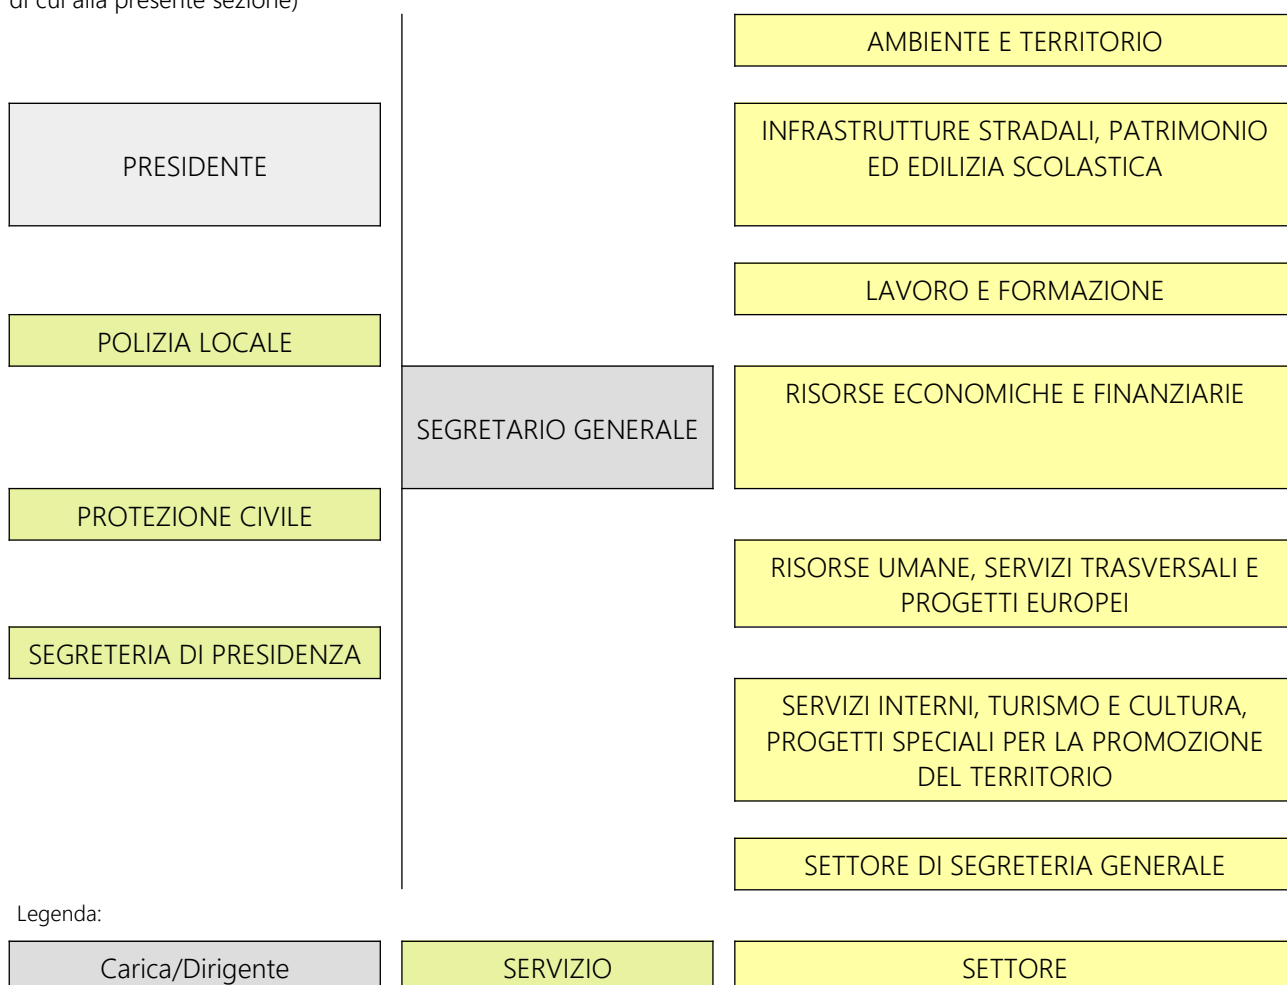 di cui alla presente sezione)
AMBIENTE E TERRITORIO
PRESIDENTE
INFRASTRUTTURE STRADALI, PATRIMONIO
ED EDILIZIA SCOLASTICA
LAVORO E FORMAZIONE
POLIZIA LOCALE
SEGRETARIO GENERALE
RISORSE ECONOMICHE E FINANZIARIE
PROTEZIONE CIVILE
RISORSE UMANE, SERVIZI TRASVERSALI E
PROGETTI EUROPEI
SEGRETERIA DI PRESIDENZA
SERVIZI INTERNI, TURISMO E CULTURA,
PROGETTI SPECIALI PER LA PROMOZIONE
DEL TERRITORIO
SETTORE DI SEGRETERIA GENERALE
Legenda:
Carica/Dirigente
SERVIZIO
SETTORE